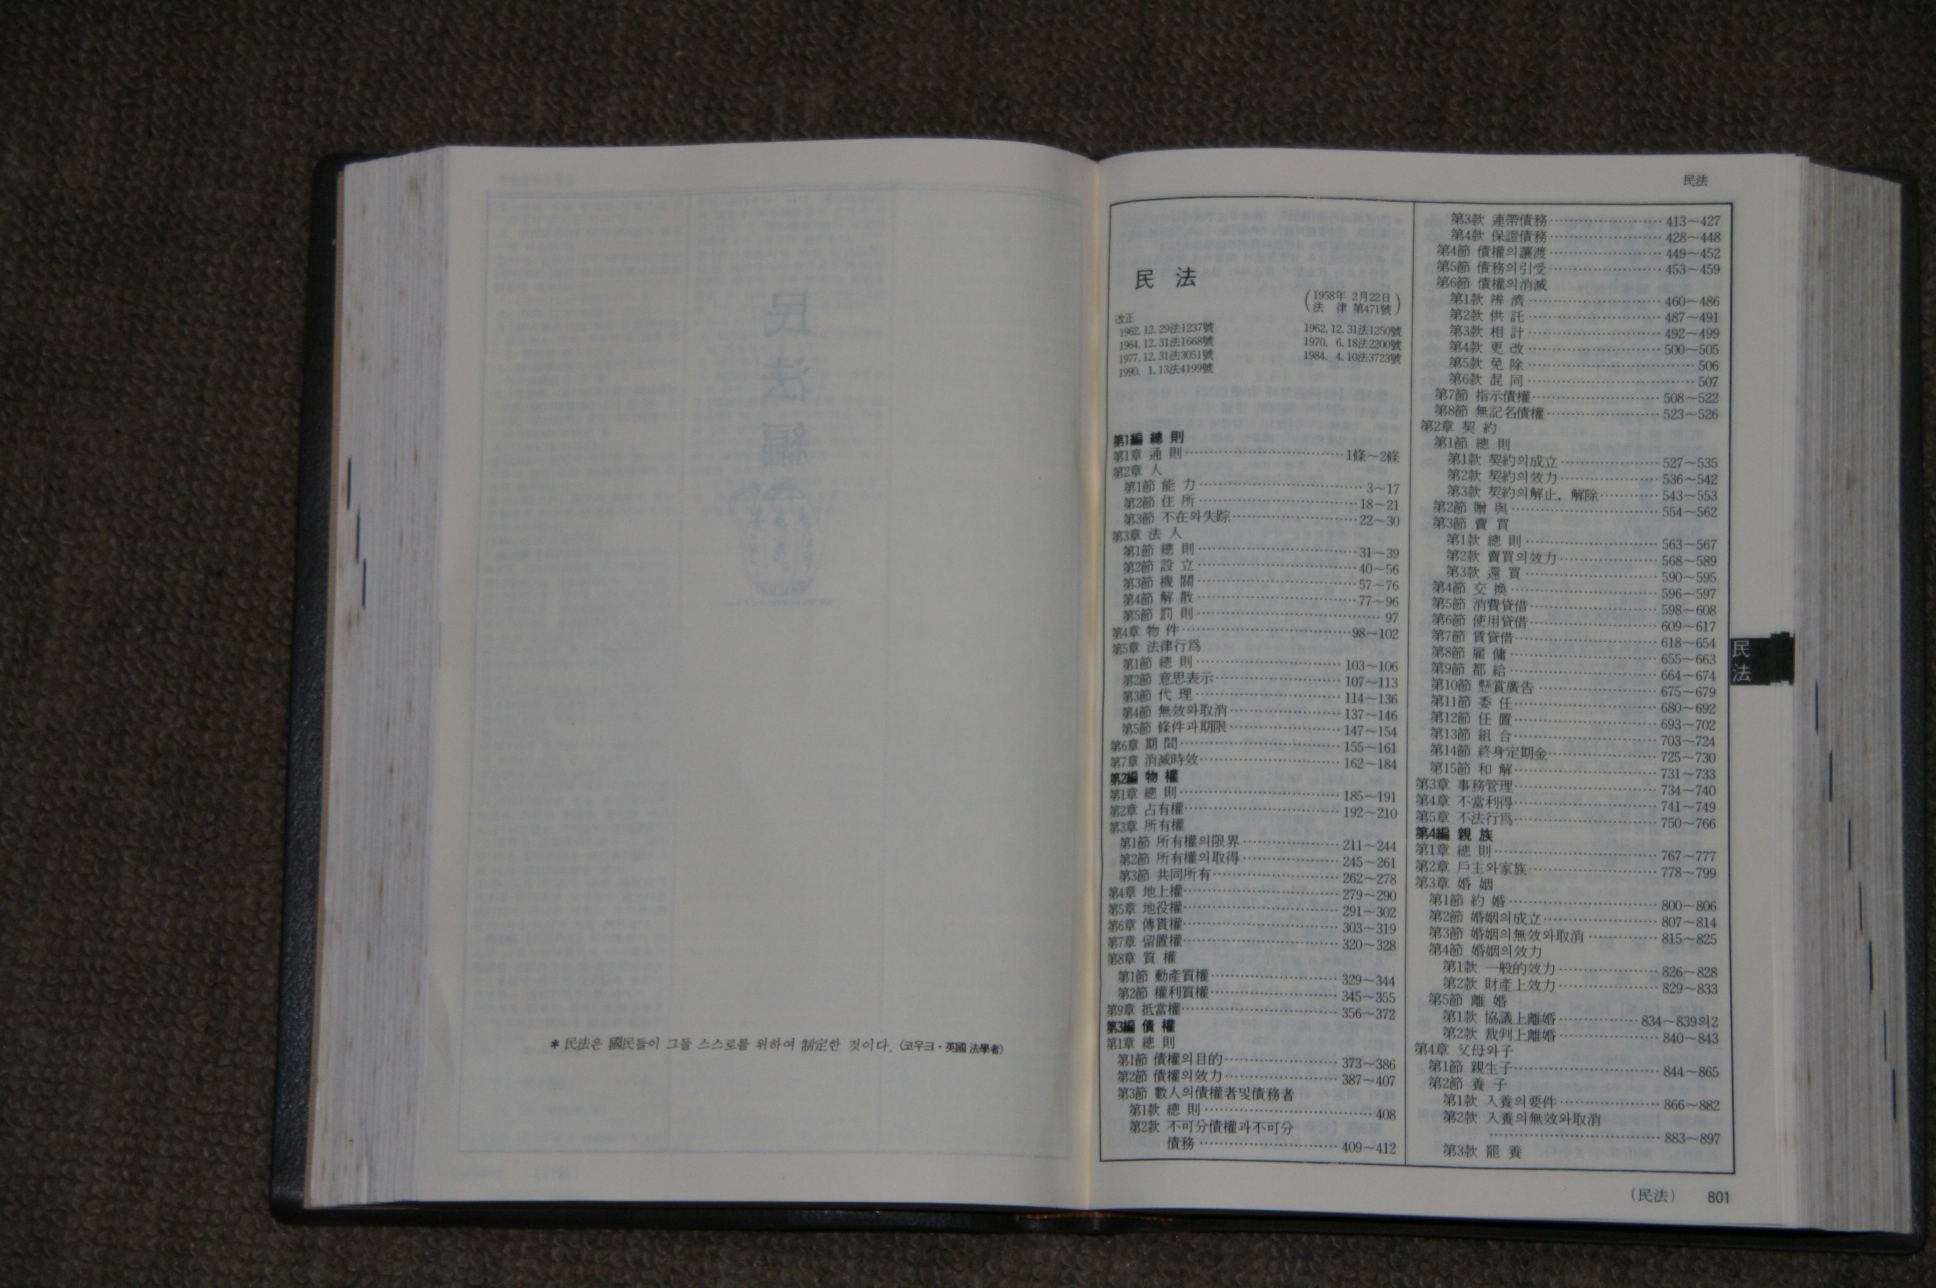 * 民法은 國民들이 그들 스스로를 위하여 制定한 것이다. 〈코우크·英國 法學者〉
民法
民 法
(1958年 2月22日
法 律 第471號)
改正
1962. 12. 29法1237號 1962. 12. 31法1250號
1964. 12. 31法1668號 1970. 6. 18法2200號
1977. 12. 31法3051號 1984. 4. 10法3723號
1990. 1. 13法4199號
第1編 總 則
第1章 通 則 1條~2條
第2章 人
第1節 能 力 3~17
第2節 住 所 18~21
第3節 不在와失踪 22~30
第3章 法 人
第1節 總 則 31~39
第2節 設 立 40~56
第3節 機 關 57~76
第4節 解 散 77~96
第5節 罰 則 97
第4章 物 件 98~102
第5章 法律行爲
第1節 總 則 103~106
第2節 意思表示 107~113
第3節 代 理 114~136
第4節 無效와取消 137~146
第5節 條件과期限 147~154
第6章 期 間 155~161
第7章 消滅時效 162~184
第2編 物 權
第1章 總 則 185~191
第2章 占有權 192~210
第3章 所有權
第1節 所有權의限界 211~244
第2節 所有權의取得 245~261
第3節 共同所有 262~278
第4章 地上權 279~290
第5章 地役權 291~302
第6章 傳貰權 303~319
第7章 留置權 320~328
第8章 質 權
第1節 動產質權 329~344
第2節 權利質權 345~355
第9章 抵當權 356~372
第3編 債 權
第1章 總 則
第1節 債權의目的 373~386
第2節 債權의效力 387~407
第3節 數人의債權者및債務者
第1款 總 則 408
第2款 不可分債權과不可分
債務 409~412
第3款 連帶債務 413~427
第4款 保證債務 428~448
第4節 債權의讓渡 449~452
第5節 債務의引受 453~459
第6節 債權의消滅
第1款 辨 濟 460~486
第2款 供 託 487~491
第3款 相 計 492~499
第4款 更 改 500~505
第5款 免 除 506
第6款 混 同 507
第7節 指示債權 508~522
第8節 無記名債權 523~526
第2章 契 約
第1節 總 則
第1款 契約의成立 527~535
第2款 契約의效力 536~542
第3款 契約의解止, 解除 543~553
第2節 贈 與 554~562
第3節 賣 買
第1款 總 則 563~567
第2款 賣買의效力 568~589
第3款 還 買 590~595
第4節 交 換 596~597
第5節 消費貸借 598~608
第6節 使用貸借 609~617
第7節 賃貸借 618~654
第8節 雇 傭 655~663
第9節 都 給 664~674
第10節 懸賞廣告 675~679
第11節 委 任 680~692
第12節 任 置 693~702
第13節 組 合 703~724
第14節 終身定期金 725~730
第15節 和 解 731~733
第3章 事務管理 734~740
第4章 不當利得 741~749
第5章 不法行爲 750~766
第4編 親 族
第1章 總 則 767~777
第2章 戶主와家族 778~799
第3章 婚 姻
第1節 約 婚 800~806
第2節 婚姻의成立 807~814
第3節 婚姻의無效와取消 815~825
第4節 婚姻의效力
第1款 一般的效力 826~828
第2款 財產上效力 829~833
第5節 離 婚
第1款 協議上離婚 834~839의2
第2款 裁判上離婚 840~843
第4章 父母와子
第1節 親生子 844~865
第2節 養 子
第1款 入養의要件 866~882
第2款 入養의無效와取消
883~897
第3款 罷 養
民法
(民法) 801